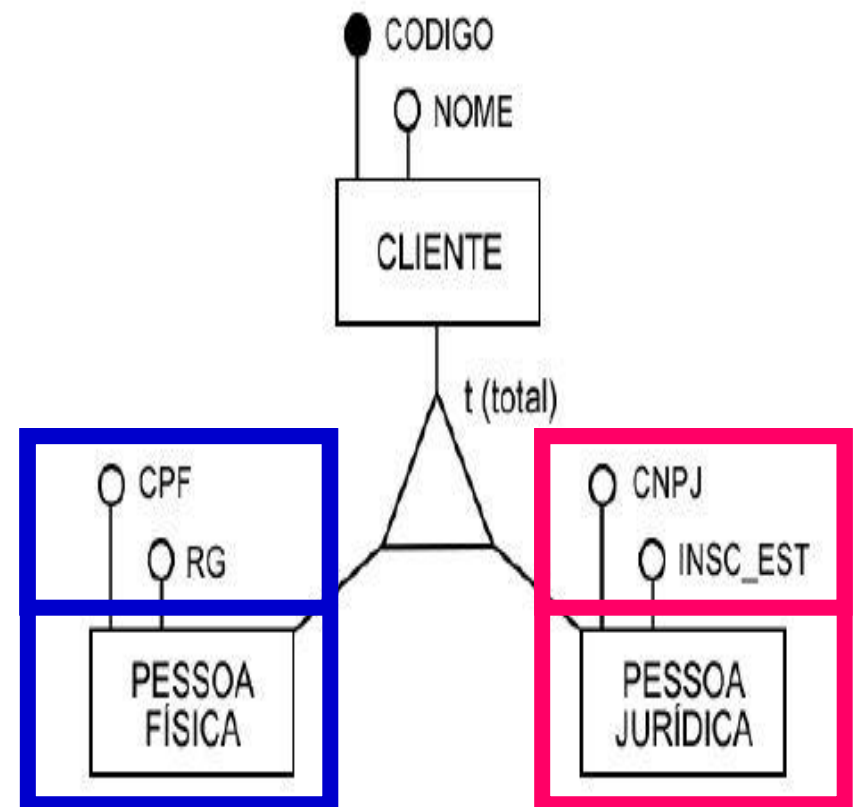 CODIGO
NOME
CLIENTE
t (total)
CPF
RG
PESSOA
FÍSICA
CNPJ
INSC_EST
PESSOA
JURÍDICA